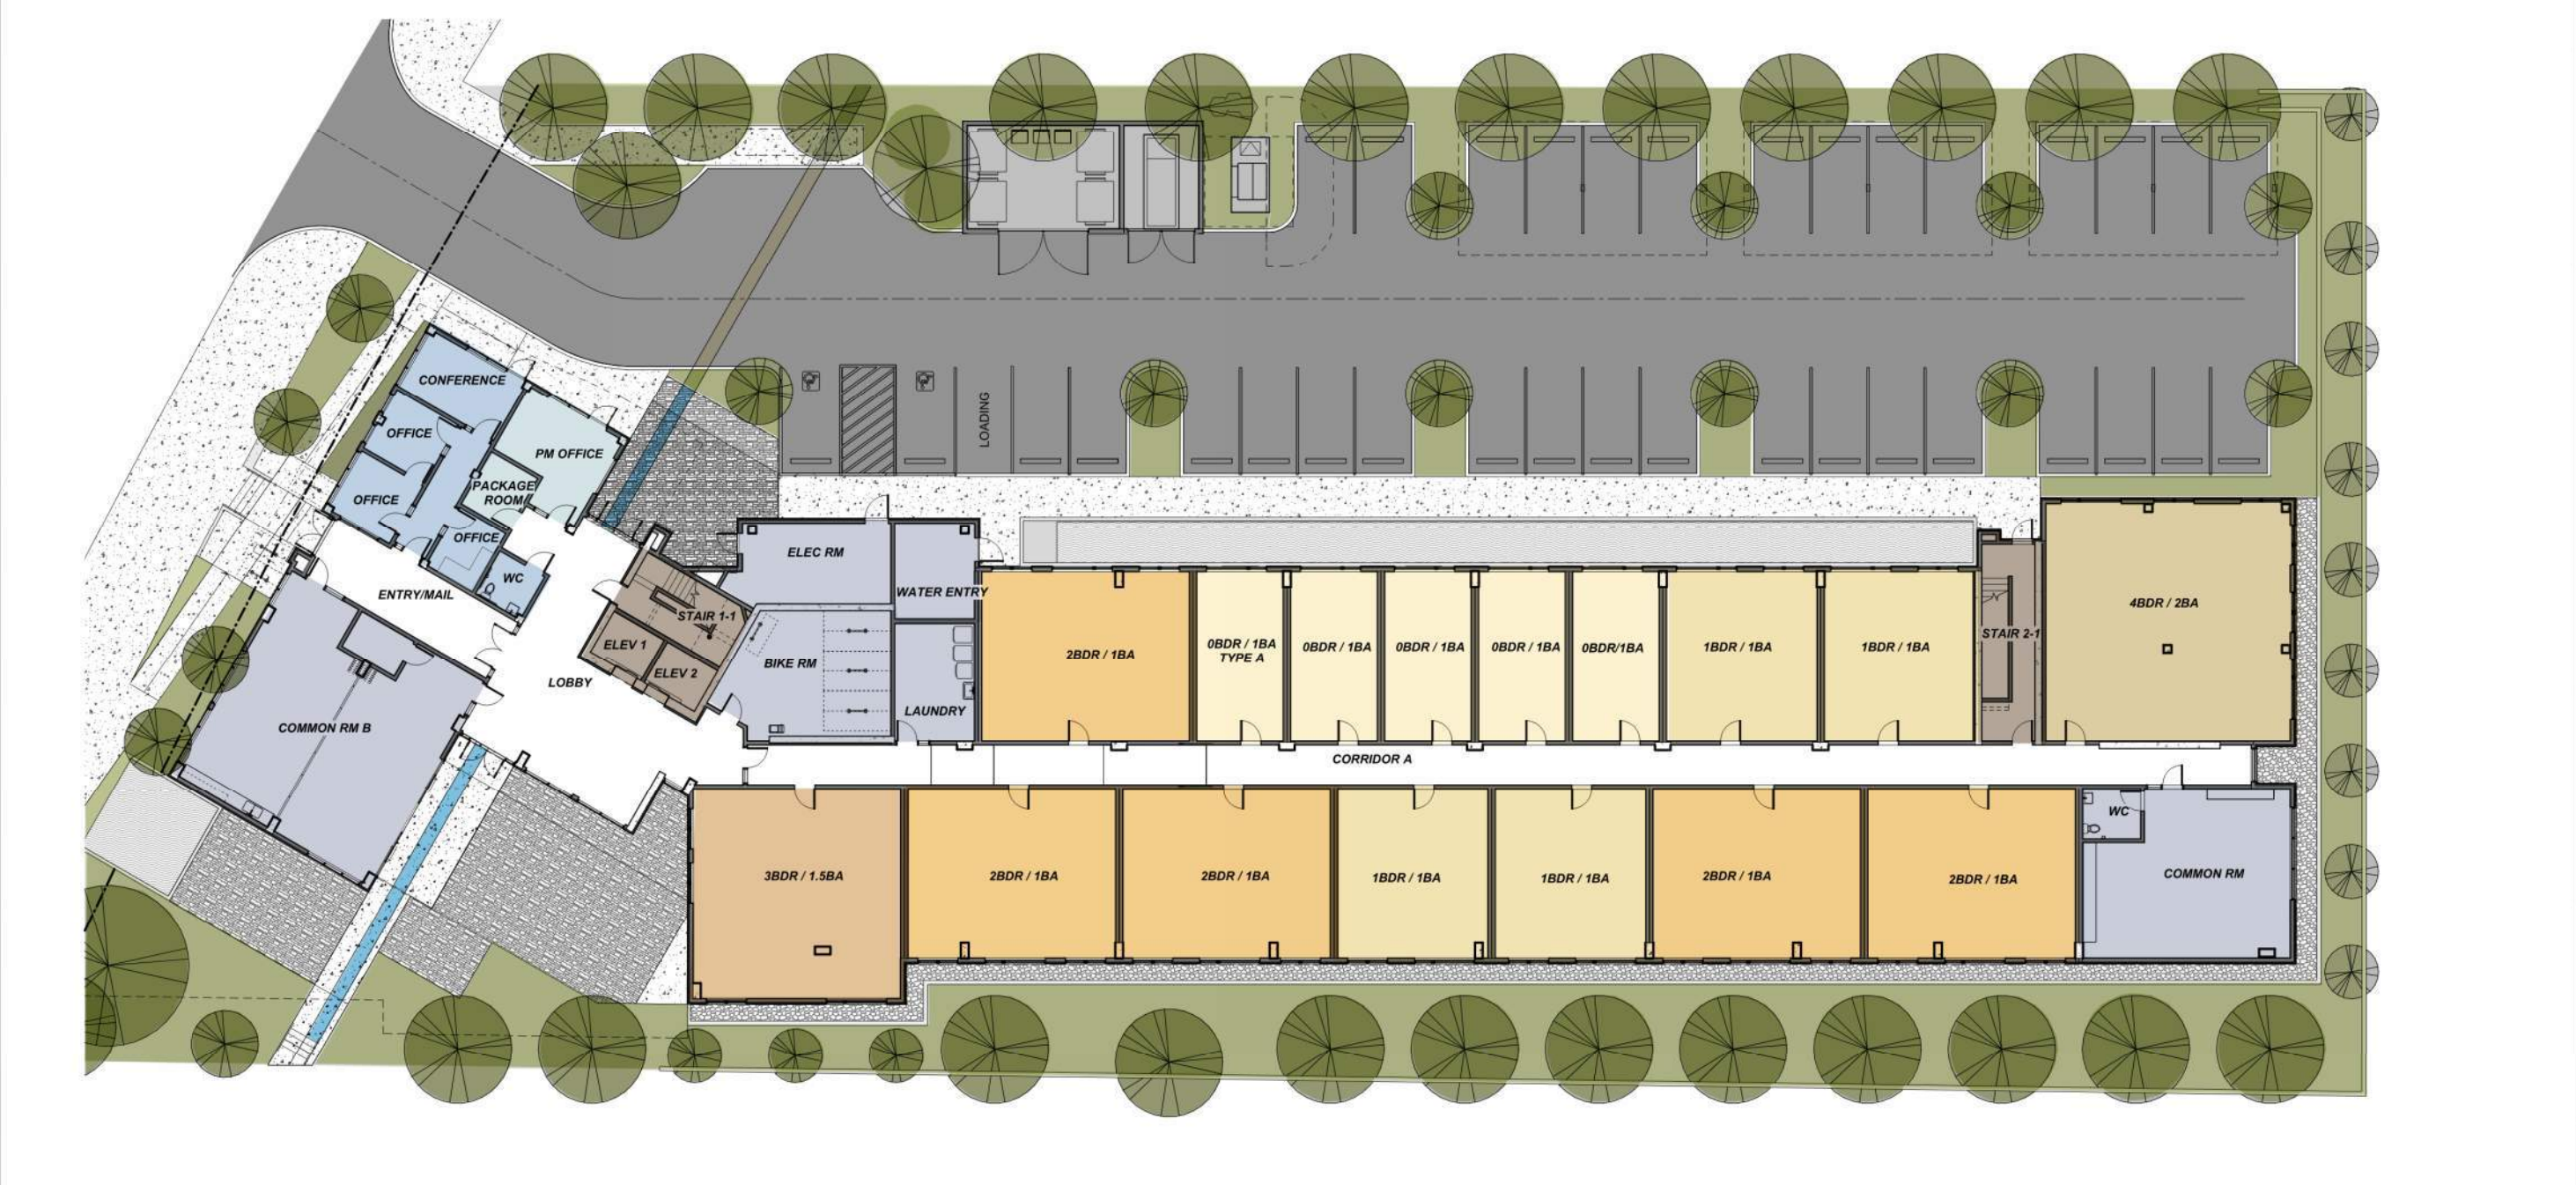 CONFERENCE
OFFICE
PM OFFICE
OFFICE
PACKAGE
ROOM
OFFICE
WC
ENTRY/MAIL
LOADING
ELEC RM
WATER ENTRY
STAIR 1-1
ELEV 1
ELEV 2
BIKE RM
LAUNDRY
LOBBY
COMMON RM B
2BDR / 1BA
0BDR / 1BA
TYPE A
0BDR / 1BA
0BDR / 1BA
0BDR / 1BA
0BDR/1BA
1BDR / 1BA
1BDR / 1BA
STAIR 2-1
4BDR / 2BA
CORRIDOR A
3BDR / 1.5BA
2BDR / 1BA
2BDR / 1BA
1BDR / 1BA
1BDR / 1BA
2BDR / 1BA
2BDR / 1BA
WC
COMMON RM